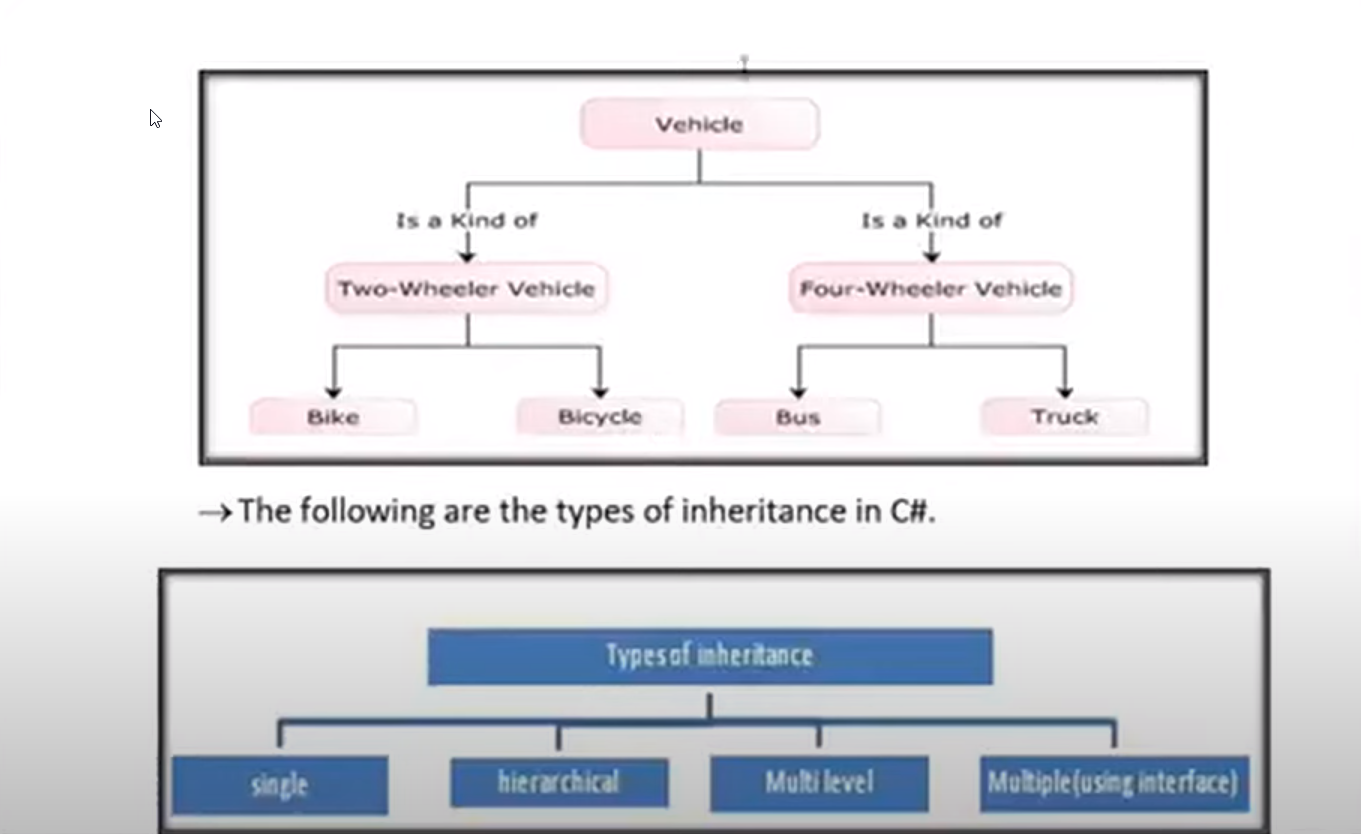 Vehicle
Is a Kind of Is a Kind of
Two-Wheeler Vehicle Four-Wheeler Vehicle
Bike Bicycle Bus Truck
→ The following are the types of inheritance in C#.
Types of inheritance
single hierarchical Multi level Multiple(using interface)